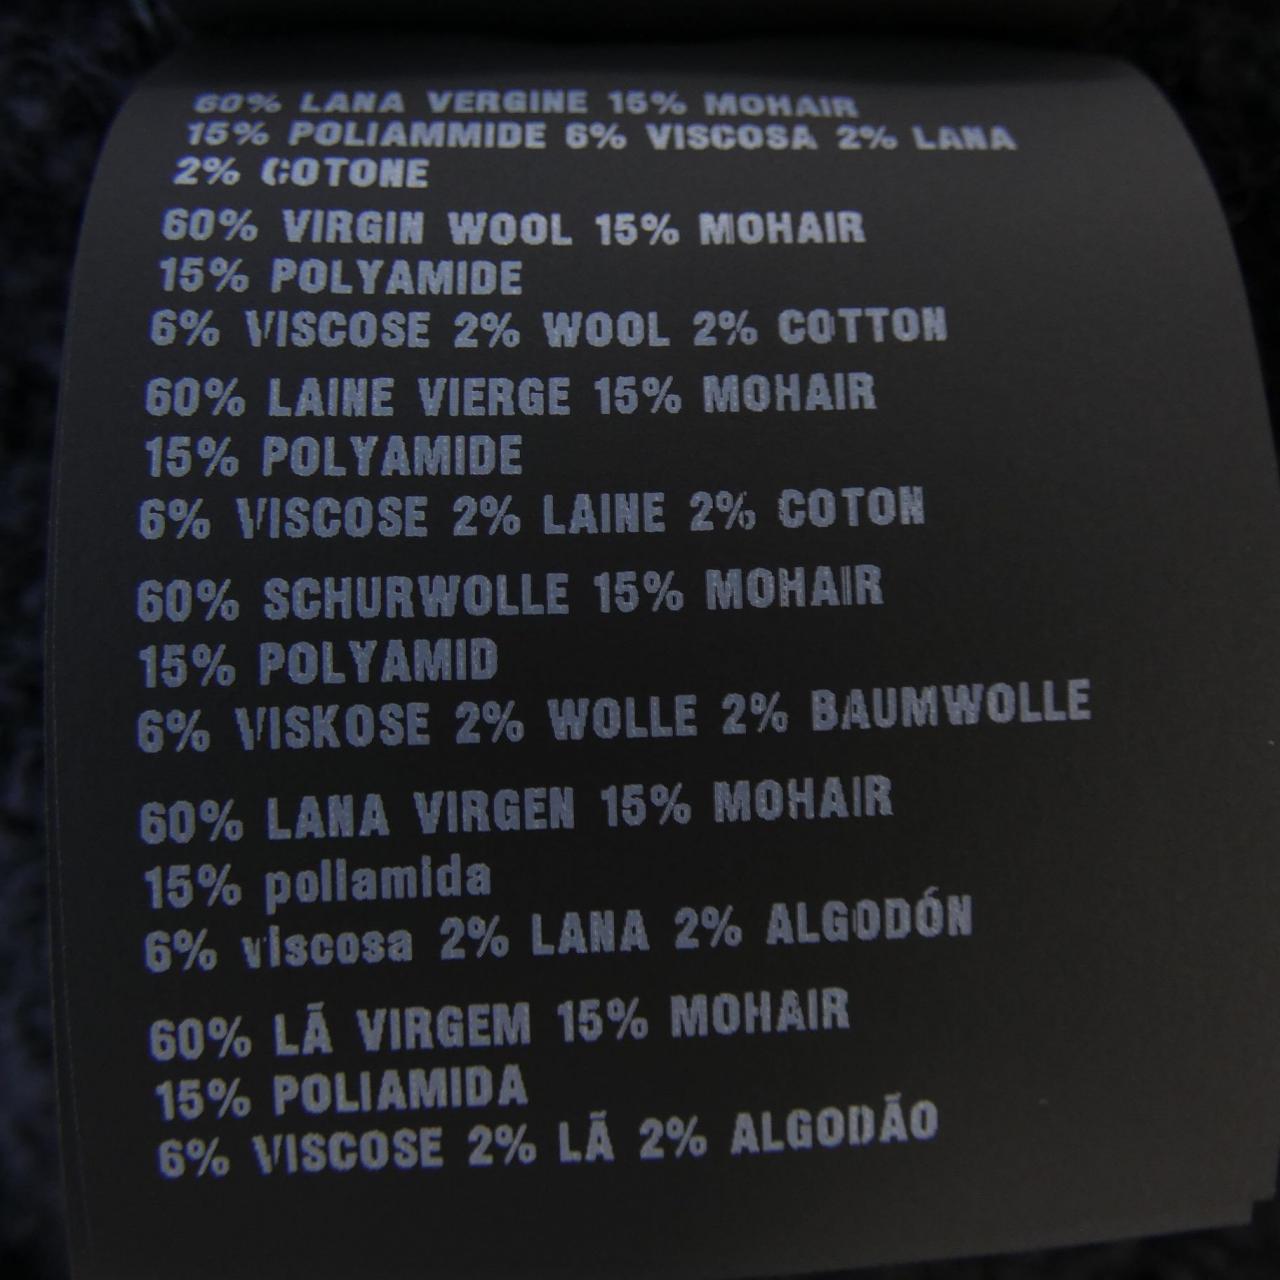 60% LANA VERGINE 15% MOHAIR
15% POLIAMMIDE 6% VISCOSA 2% LANA
2% COTONE
60% VIRGIN WOOL 15% MOHAIR
15% POLYAMIDE
6% VISCOSE 2% WOOL 2% COTTON
60% LAINE VIERGE 15% MOHAIR
15% POLYAMIDE
6% VISCOSE 2% LAINE 2% COTON
60% SCHURWOLLE 15% MOHAIR
15% POLYAMID
6% VISKOSE 2% WOLLE 2% BAUMWOLLE
60% LANA VIRGEN 15% MOHAIR
15% poliamida
6% viscosa 2% LANA 2% ALGODÓN
60% LÃ VIRGEM 15% MOHAIR
15% POLIAMIDA
6% VISCOSE 2% LÃ 2% ALGODÃO